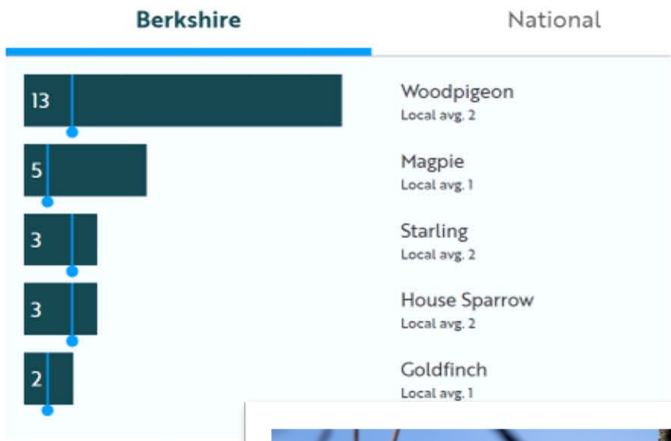 Berkshire National
13 Woodpigeon
Local avg. 2
5 Magpie
Local avg. 1
3 Starling
Local avg. 2
3 House Sparrow
Local avg. 2
2 Goldfinch
Local avg. 1